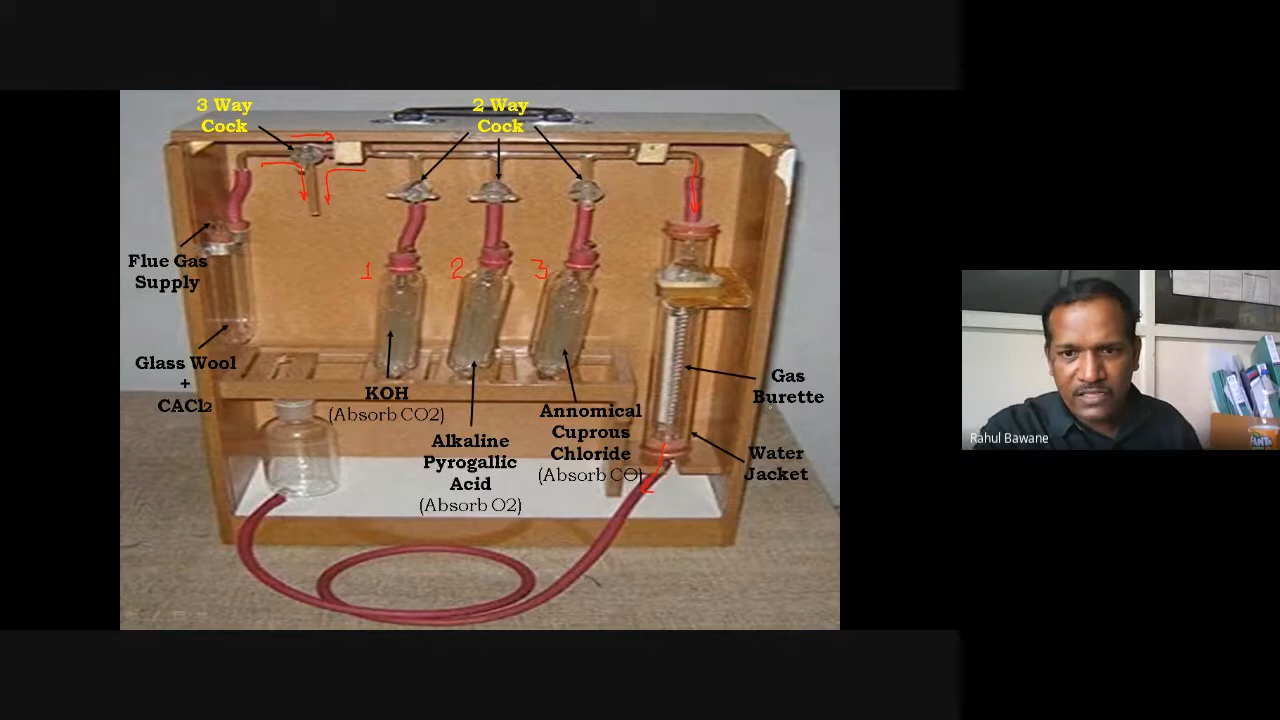 3 Way
Cock
2 Way
Cock
Flue Gas
Supply
1
2
3
Glass Wool
+
CACl2
KOH
(Absorb CO2)
Alkaline
Pyrogallic
Acid
(Absorb O2)
Annomical
Cuprous
Chloride
(Absorb CO)
Gas
Burette
Water
Jacket
Rahul Bawane
FANTA